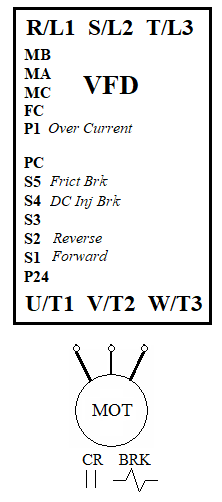 R/L1 S/L2 T/L3
MB
MA
VFD
MC
FC
P1 Over Current
PC
S5 Frict Brk
S4 DC Inj Brk
S3
S2 Reverse
S1 Forward
P24
U/T1 V/T2 W/T3
MOT
CR BRK